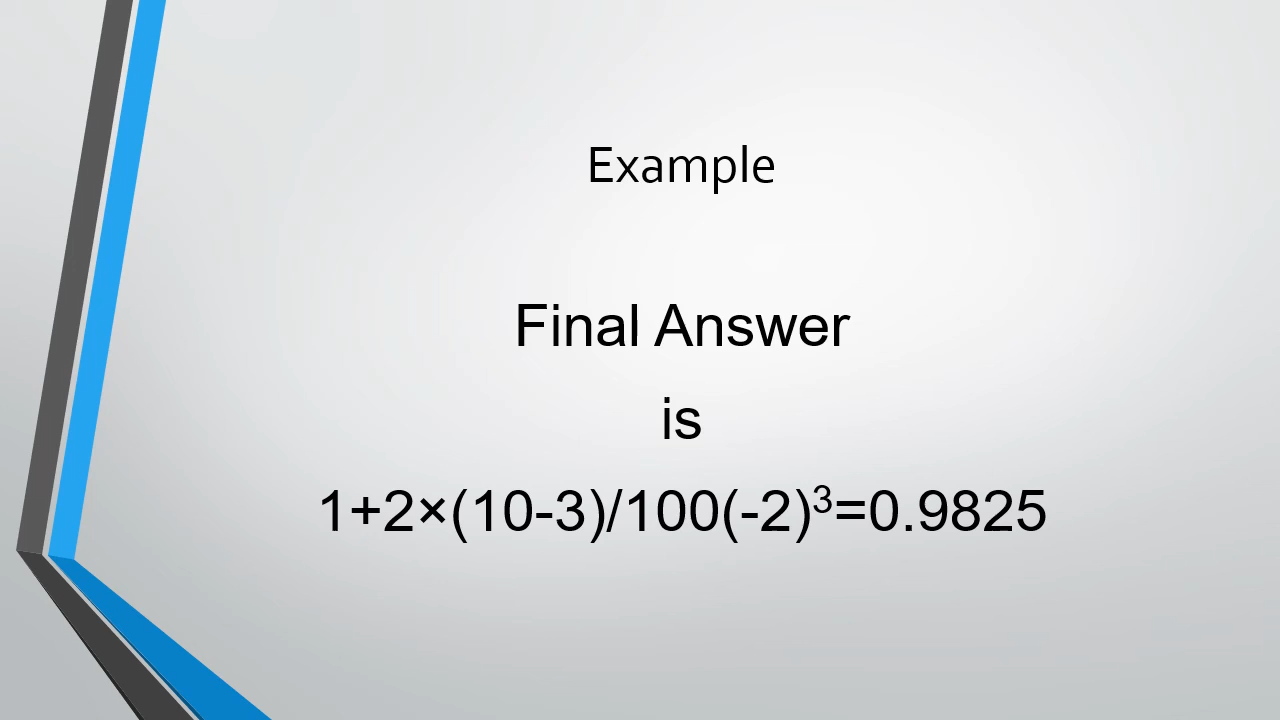 Example
Final Answer
is
1+2×(10-3)/100(-2)³=0.9825